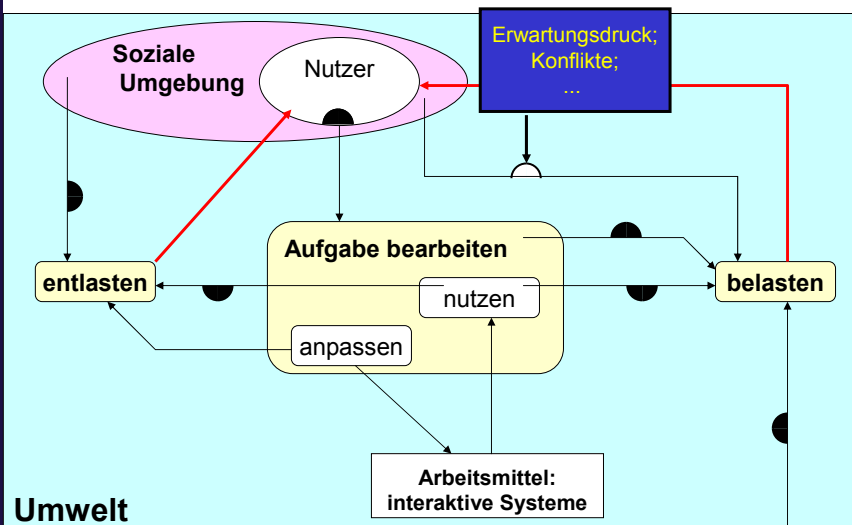 Soziale
Umgebung
Nutzer
Erwartungsdruck;
Konflikte;
...
Aufgabe bearbeiten
entlasten
nutzen
belasten
anpassen
Arbeitsmittel:
interaktive Systeme
Umwelt